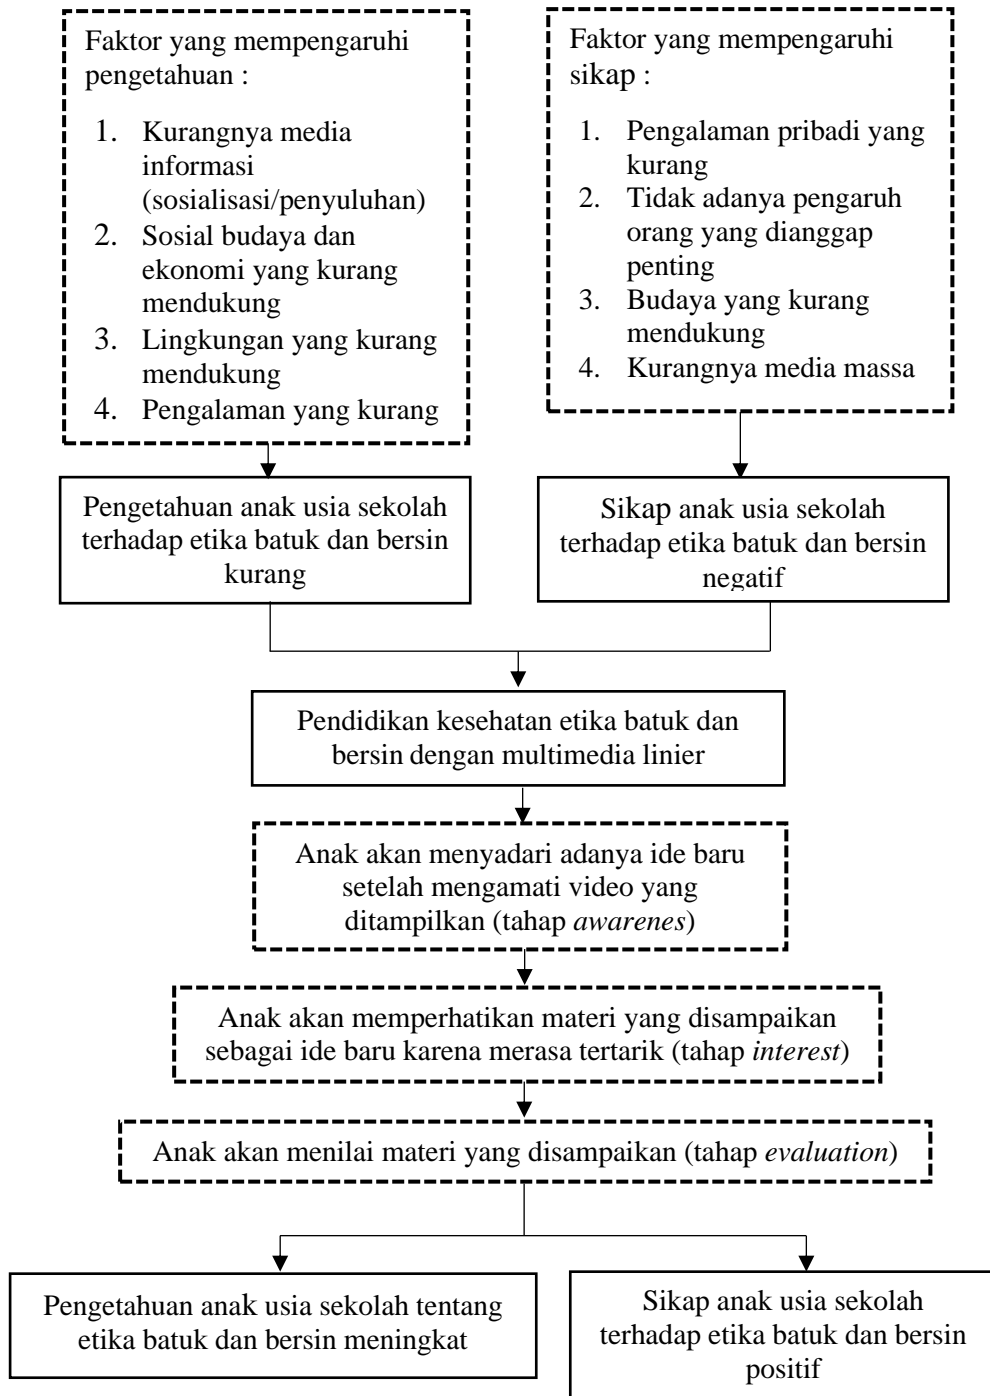 Faktor yang mempengaruhi
pengetahuan :
1. Kurangnya media
informasi
(sosialisasi/penyuluhan)
2. Sosial budaya dan
ekonomi yang kurang
mendukung
3. Lingkungan yang kurang
mendukung
4. Pengalaman yang kurang
Faktor yang mempengaruhi
sikap :
1. Pengalaman pribadi yang
kurang
2. Tidak adanya pengaruh
orang yang dianggap
penting
3. Budaya yang kurang
mendukung
4. Kurangnya media massa
Pengetahuan anak usia sekolah
terhadap etika batuk dan bersin
kurang
Sikap anak usia sekolah
terhadap etika batuk dan bersin
negatif
Pendidikan kesehatan etika batuk dan
bersin dengan multimedia linier
Anak akan menyadari adanya ide baru
setelah mengamati video yang
ditampilkan (tahap awarenes)
Anak akan memperhatikan materi yang disampaikan
sebagai ide baru karena merasa tertarik (tahap interest)
Anak akan menilai materi yang disampaikan (tahap evaluation)
Pengetahuan anak usia sekolah tentang
etika batuk dan bersin meningkat
Sikap anak usia sekolah
terhadap etika batuk dan bersin
positif